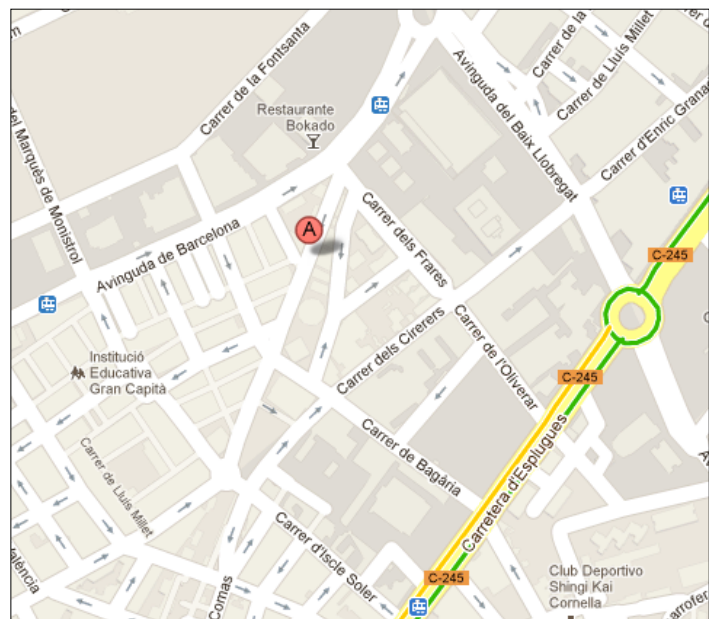 Carrer de la Fontsanta
Carrer de la
Carrer de Lluís Millet
Avinguda del Baix Llobregat
Restaurante
Bokado
Carrer d'Enric Grana
del Marquès de Monistrol
A
Carrer dels Frares
Avinguda de Barcelona
C-245
Carrer dels Cirerers
Carrer de l'Oliverar
Institució
Educativa
Gran Capità
C-245
Carrer de Bagària
Carretera d'Esplugues
Carrer de Lluís Millet
Carrer d'Iscle Soler
València
Comas
C-245
Club Deportivo
Shingi Kai
Cornella
arrofer